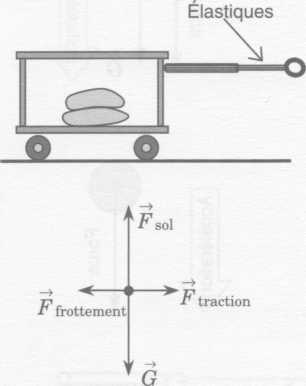 Élastiques
F⃗ sol
F⃗ frottement
F⃗ traction
G⃗